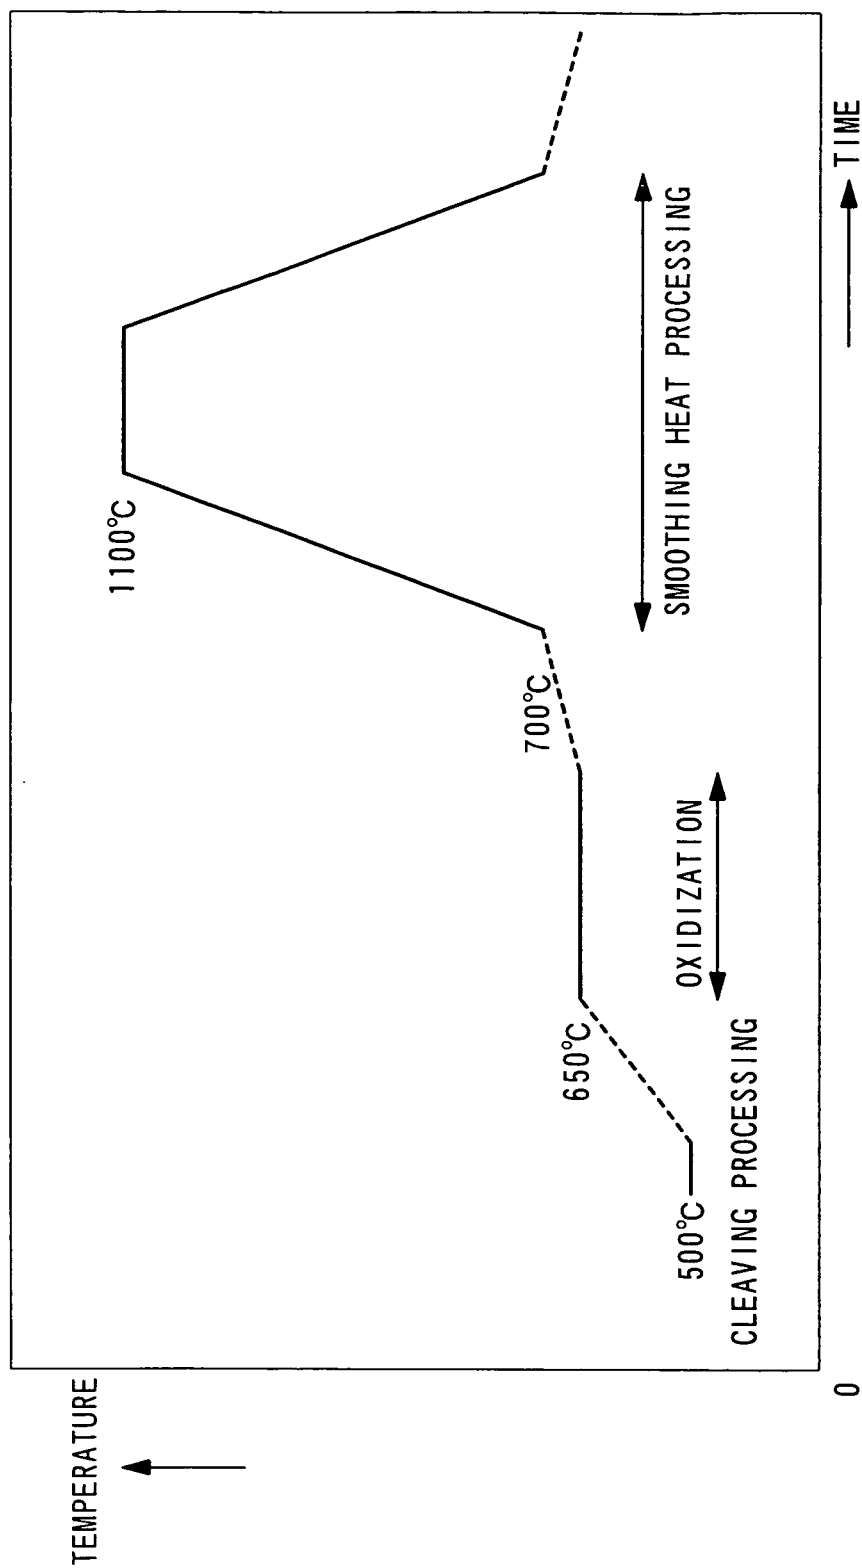 TEMPERATURE
1100°C
700°C
650°C
500°C
SMOOTHING HEAT PROCESSING
OXIDIZATION
CLEAVING PROCESSING
0
TIME